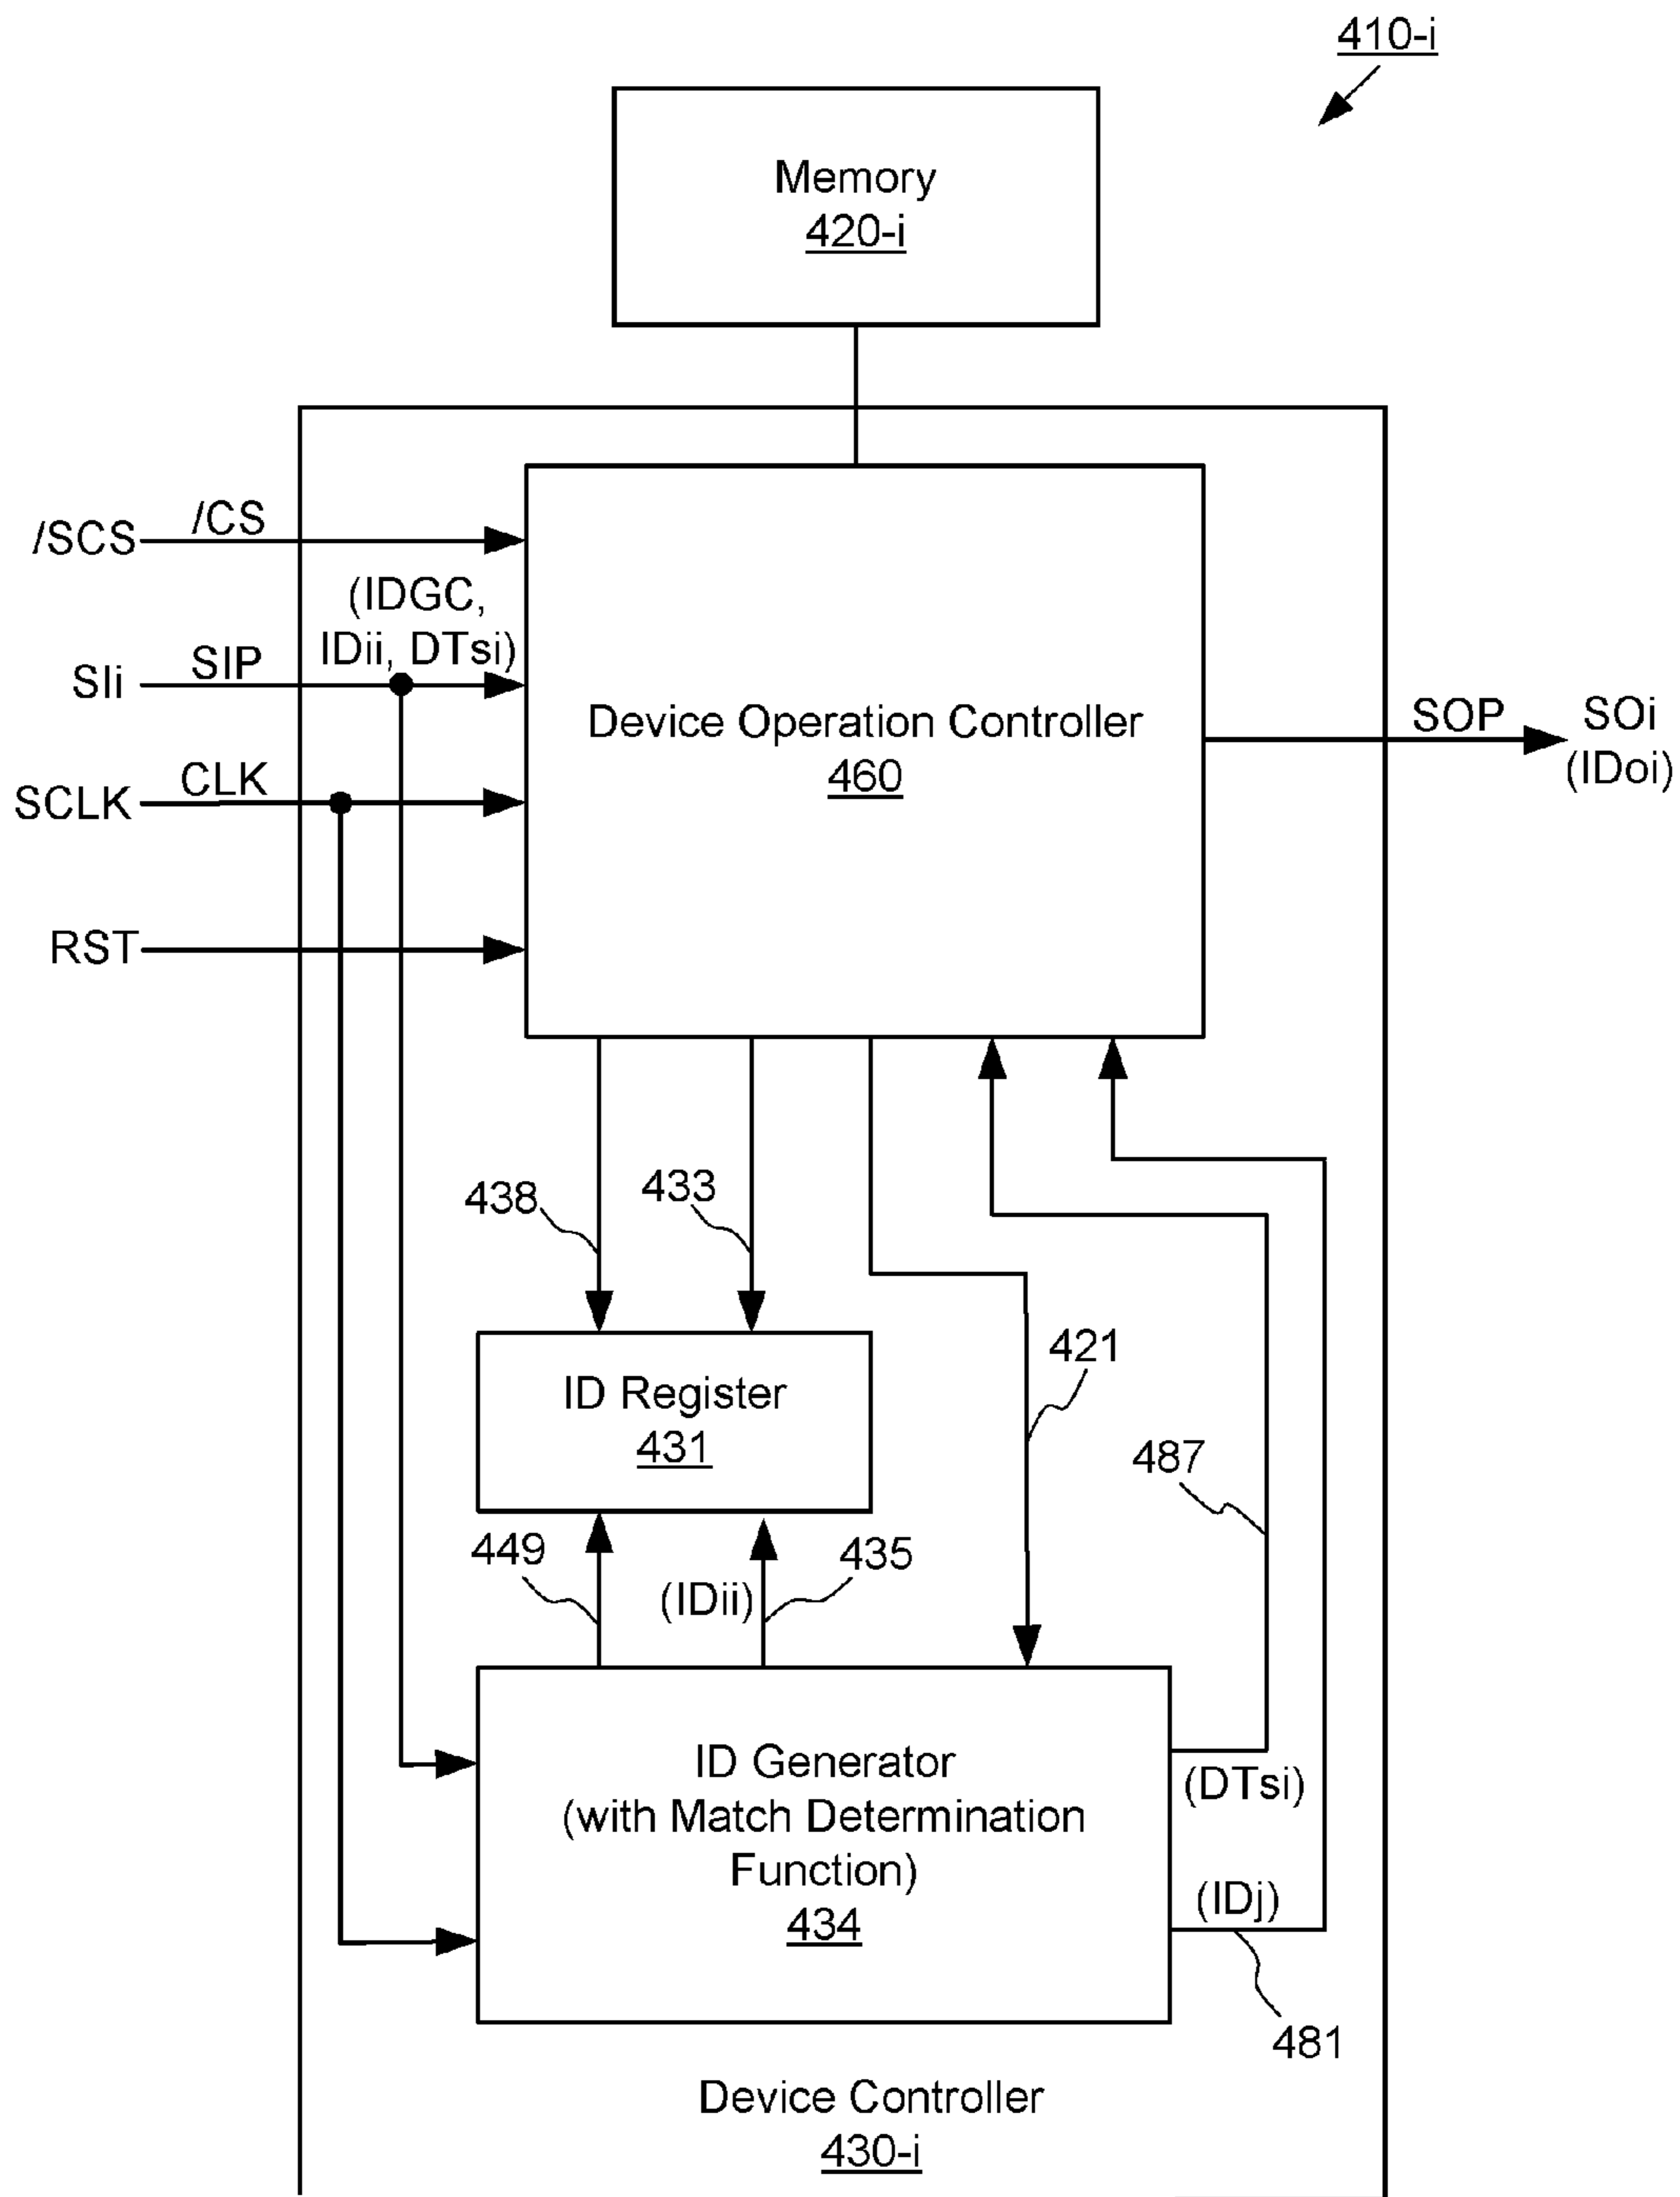 410-i
Memory
420-i
/SCS
/CS
(IDGC,
IDii, DTsi)
SIi
SIP
Device Operation Controller
460
SOP
SOi
(IDoi)
SCLK
CLK
RST
438
433
421
ID Register
431
487
449
(IDii)
435
ID Generator
(with Match Determination
Function)
434
(DTsi)
(IDj)
481
Device Controller
430-i